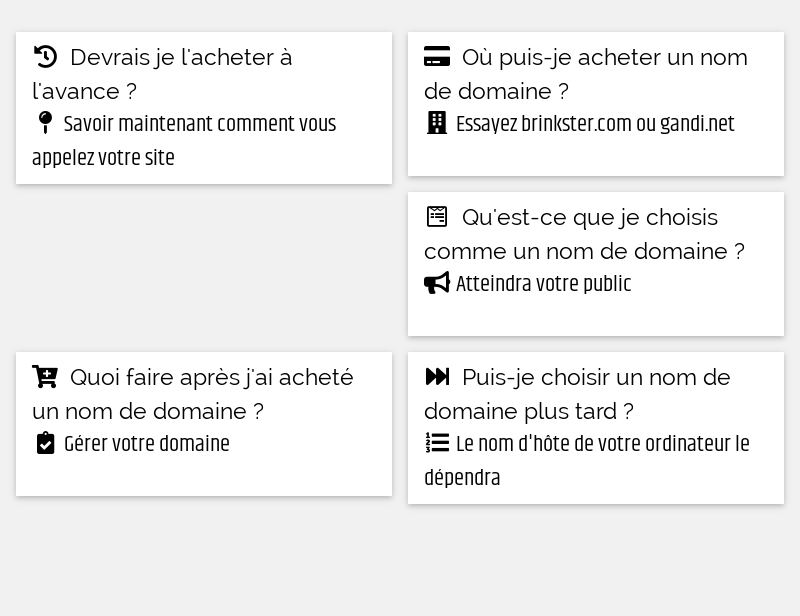 Devrais je l'acheter à
l'avance ?
Savoir maintenant comment vous
appelez votre site
Où puis-je acheter un nom
de domaine ?
Essayez brinkster.com ou gandi.net
Qu'est-ce que je choisis
comme un nom de domaine ?
Atteindra votre public
Quoi faire après j'ai acheté
un nom de domaine ?
Gérer votre domaine
Puis-je choisir un nom de
domaine plus tard ?
Le nom d'hôte de votre ordinateur le
dépendra